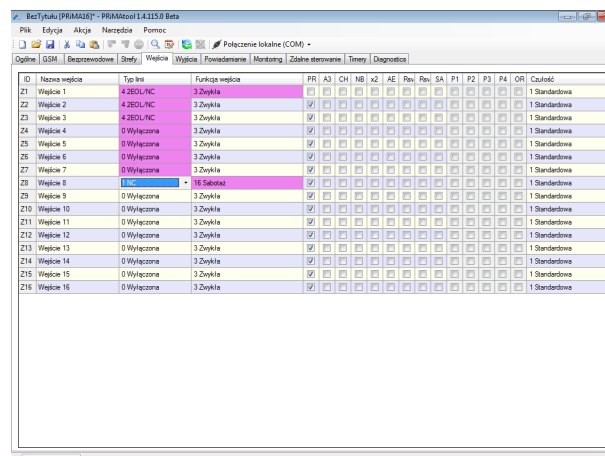 BezTytułu [PRiMA16]* - PRiMAtool 1.4.115.0 Beta
Plik Edycja Akcja Narzędzia Pomoc
Połączenie lokalne (COM)
Ogólne GSM Bezprzewodowe Strefy Wejścia Wyjścia Powiadamianie Monitoring Zdalne sterowanie Timery Diagnostics
ID Nazwa wejścia Typ linii Funkcja wejścia PR A3 CH NB x2 AE Rsv Rsv SA P1 P2 P3 P4 OR Czułość
Z1 Wejście 1 4 2EOL/NC 3 Zwykła 1 Standardowa
Z2 Wejście 2 4 2EOL/NC 3 Zwykła 1 Standardowa
Z3 Wejście 3 4 2EOL/NC 3 Zwykła 1 Standardowa
Z4 Wejście 4 0 Wyłączona 3 Zwykła 1 Standardowa
Z5 Wejście 5 0 Wyłączona 3 Zwykła 1 Standardowa
Z6 Wejście 6 0 Wyłączona 3 Zwykła 1 Standardowa
Z7 Wejście 7 0 Wyłączona 3 Zwykła 1 Standardowa
Z8 Wejście 8 1 NC 16 Sabotaż 1 Standardowa
Z9 Wejście 9 0 Wyłączona 3 Zwykła 1 Standardowa
Z10 Wejście 10 0 Wyłączona 3 Zwykła 1 Standardowa
Z11 Wejście 11 0 Wyłączona 3 Zwykła 1 Standardowa
Z12 Wejście 12 0 Wyłączona 3 Zwykła 1 Standardowa
Z13 Wejście 13 0 Wyłączona 3 Zwykła 1 Standardowa
Z14 Wejście 14 0 Wyłączona 3 Zwykła 1 Standardowa
Z15 Wejście 15 0 Wyłączona 3 Zwykła 1 Standardowa
Z16 Wejście 16 0 Wyłączona 3 Zwykła 1 Standardowa